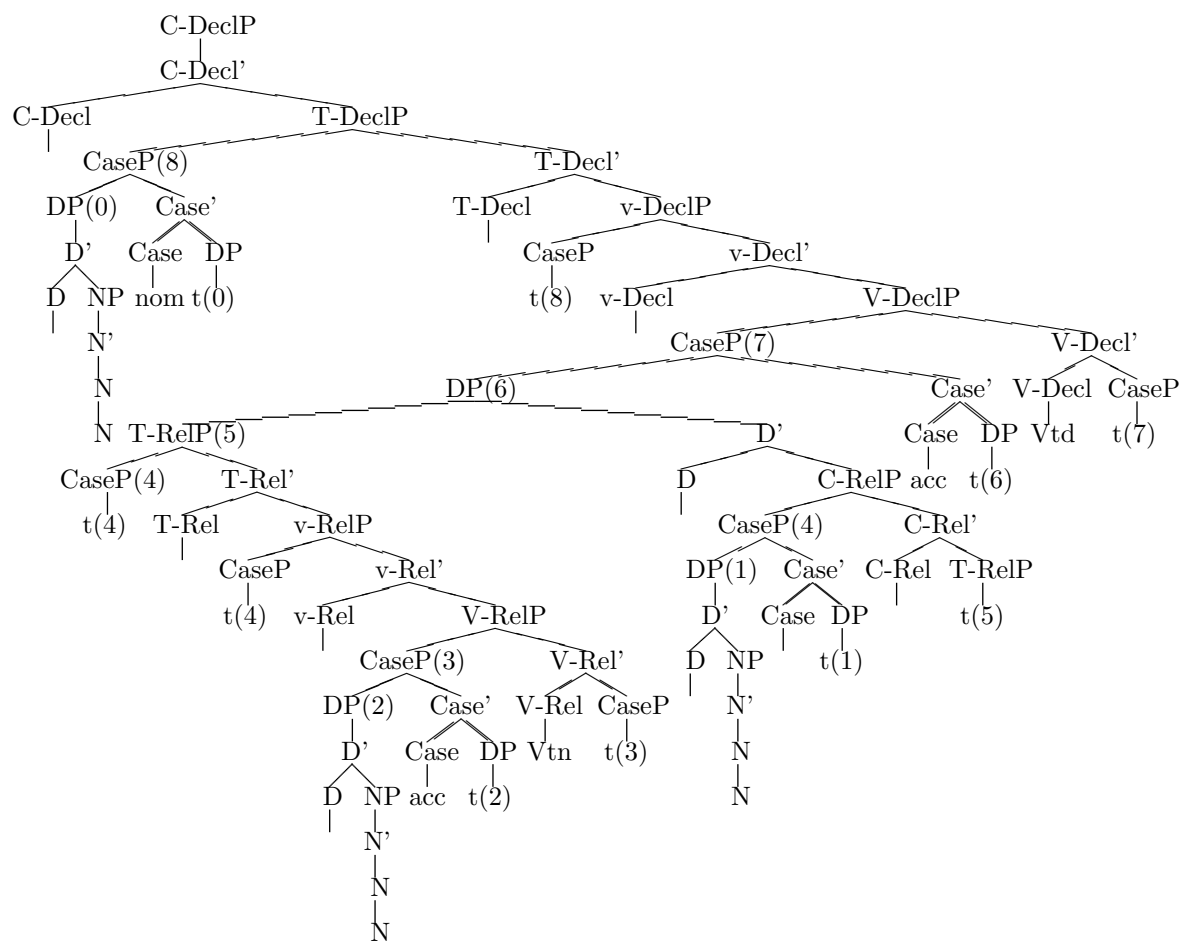 C-DeclP
C-Decl'
C-Decl T-DeclP
CaseP(8) T-Decl'
DP(0) Case' T-Decl v-DeclP
D' Case DP CaseP v-Decl'
D NP nom t(0) t(8) v-Decl V-DeclP
N' CaseP(7) V-Decl'
N DP(6) Case' V-Decl CaseP
N T-RelP(5) D' Case DP Vtd t(7)
CaseP(4) T-Rel' D C-RelP acc t(6)
t(4) T-Rel v-RelP CaseP(4) C-Rel'
CaseP v-Rel' DP(1) Case' C-Rel T-RelP
t(4) v-Rel V-RelP D' Case DP t(5)
CaseP(3) V-Rel' D NP t(1)
DP(2) Case' V-Rel CaseP N'
D' Case DP Vtn t(3) N
D NP acc t(2) N
N'
N
N